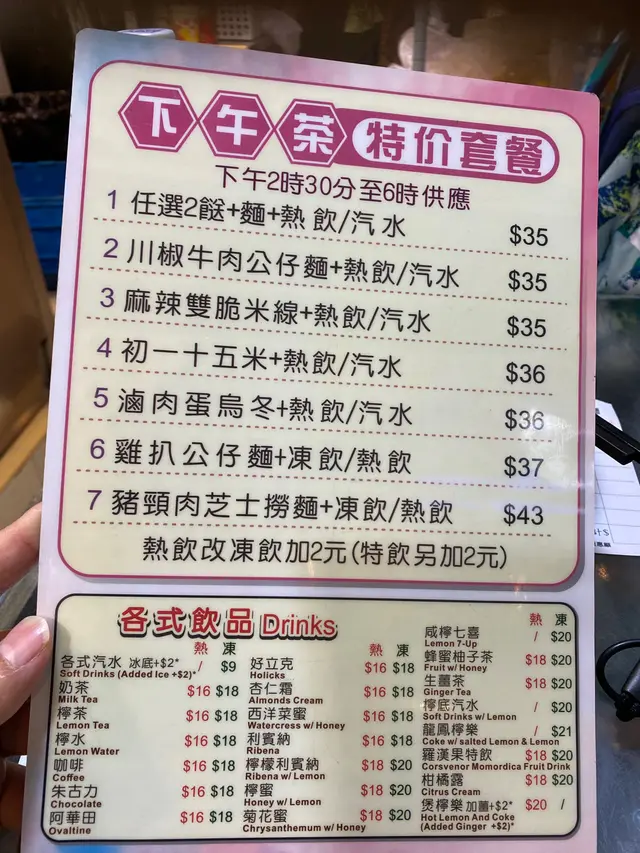 下午茶 特价套餐
下午2時30分至6時供應
1 任選2餸+麵+熱飲/汽水 $35
2 川椒牛肉公仔麵+熱飲/汽水 $35
3 麻辣雙脆米線+熱飲/汽水 $35
4 初一十五米+熱飲/汽水 $36
5 滷肉蛋烏冬+熱飲/汽水 $36
6 雞扒公仔麵+凍飲/熱飲 $37
7 豬頸肉芝士撈麵+凍飲/熱飲 $43
熱飲改凍飲加2元(特飲另加2元)
各式飲品 Drinks
熱 凍
各式汽水 冰底+$2* / $9
Soft Drinks (Added Ice +$2)*
奶茶 $16 $18
Milk Tea
檸茶 $16 $18
Lemon Tea
檸水 $16 $18
Lemon Water
咖啡 $16 $18
Coffee
朱古力 $16 $18
Chocolate
阿華田 $16 $18
Ovaltine
熱 凍
好立克 $16 $18
Holicks
杏仁霜 $16 $18
Almonds Cream
西洋菜蜜 $16 $18
Watercress w/ Honey
利賓納 $16 $18
Ribena
檸檬利賓納 $18 $20
Ribena w/ Lemon
檸蜜 $18 $20
Honey w/ Lemon
菊花蜜 $18 $20
Chrysanthemum w/ Honey
熱 凍
咸檸七喜 / $20
Lemon 7-Up
蜂蜜柚子茶 $18 $20
Fruit w/ Honey
生薑茶 $18 $20
Ginger Tea
檸底汽水 / $20
Soft Drinks w/ Lemon
龍鳳檸樂 / $21
Coke w/ salted Lemon & Lemon
羅漢果特飲 $18 $20
Corsvenor Momordica Fruit Drink
柑橘露 $18 $20
Citrus Cream
煲檸樂 加薑+$2* $20 /
Hot Lemon And Coke
(Added Ginger +$2)*